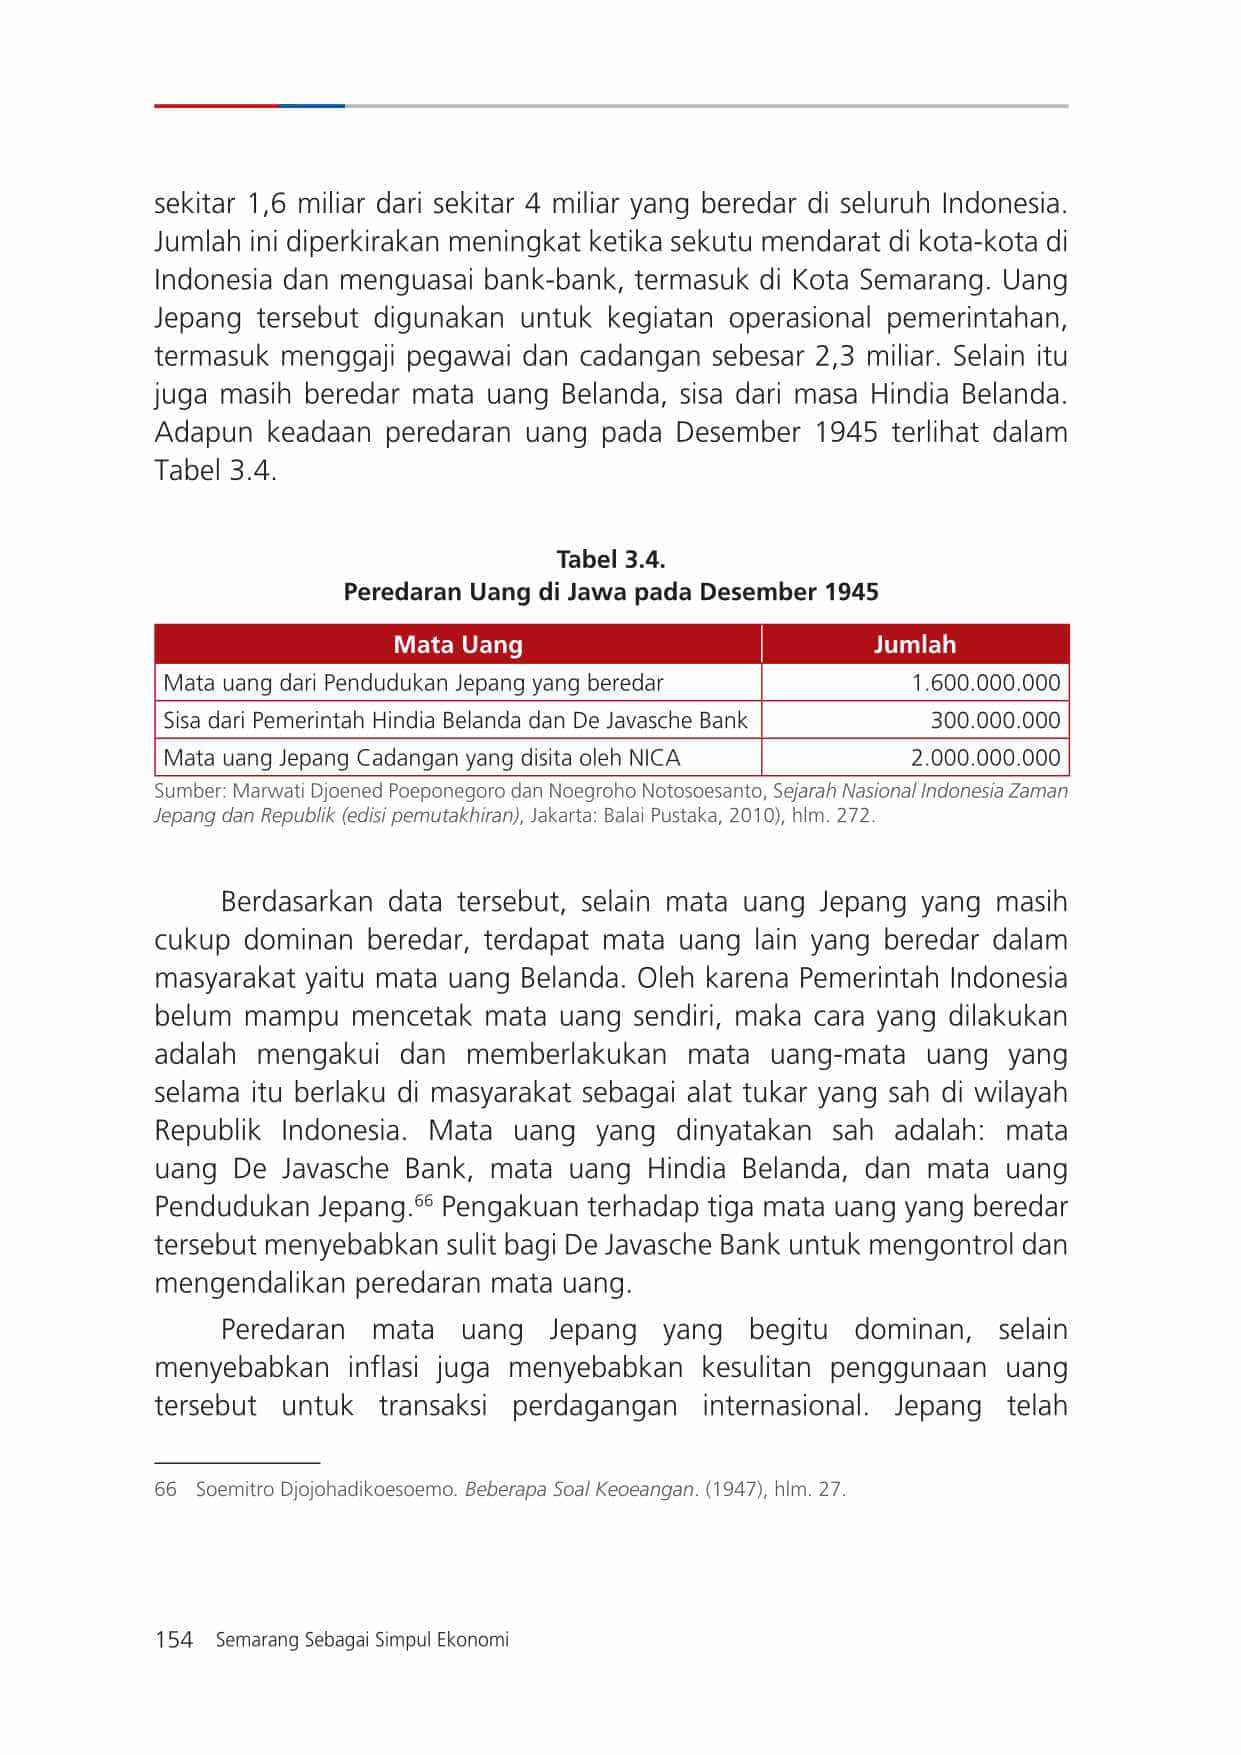 sekitar 1,6 miliar dari sekitar 4 miliar yang beredar di seluruh Indonesia.
Jumlah ini diperkirakan meningkat ketika sekutu mendarat di kota-kota di
Indonesia dan menguasai bank-bank, termasuk di Kota Semarang. Uang
Jepang tersebut digunakan untuk kegiatan operasional pemerintahan,
termasuk menggaji pegawai dan cadangan sebesar 2,3 miliar. Selain itu
juga masih beredar mata uang Belanda, sisa dari masa Hindia Belanda.
Adapun keadaan peredaran uang pada Desember 1945 terlihat dalam
Tabel 3.4.
Tabel 3.4.
Peredaran Uang di Jawa pada Desember 1945
Mata Uang Jumlah
Mata uang dari Pendudukan Jepang yang beredar 1.600.000.000
Sisa dari Pemerintah Hindia Belanda dan De Javasche Bank 300.000.000
Mata uang Jepang Cadangan yang disita oleh NICA 2.000.000.000
Sumber: Marwati Djoened Poeponegoro dan Noegroho Notosoesanto, Sejarah Nasional Indonesia Zaman
Jepang dan Republik (edisi pemutakhiran), Jakarta: Balai Pustaka, 2010), hlm. 272.
Berdasarkan data tersebut, selain mata uang Jepang yang masih
cukup dominan beredar, terdapat mata uang lain yang beredar dalam
masyarakat yaitu mata uang Belanda. Oleh karena Pemerintah Indonesia
belum mampu mencetak mata uang sendiri, maka cara yang dilakukan
adalah mengakui dan memberlakukan mata uang-mata uang yang
selama itu berlaku di masyarakat sebagai alat tukar yang sah di wilayah
Republik Indonesia. Mata uang yang dinyatakan sah adalah: mata
uang De Javasche Bank, mata uang Hindia Belanda, dan mata uang
Pendudukan Jepang.66 Pengakuan terhadap tiga mata uang yang beredar
tersebut menyebabkan sulit bagi De Javasche Bank untuk mengontrol dan
mengendalikan peredaran mata uang.
Peredaran mata uang Jepang yang begitu dominan, selain
menyebabkan inflasi juga menyebabkan kesulitan penggunaan uang
tersebut untuk transaksi perdagangan internasional. Jepang telah
66 Soemitro Djojohadikoesoemo. Beberapa Soal Keoeangan. (1947), hlm. 27.
154 Semarang Sebagai Simpul Ekonomi